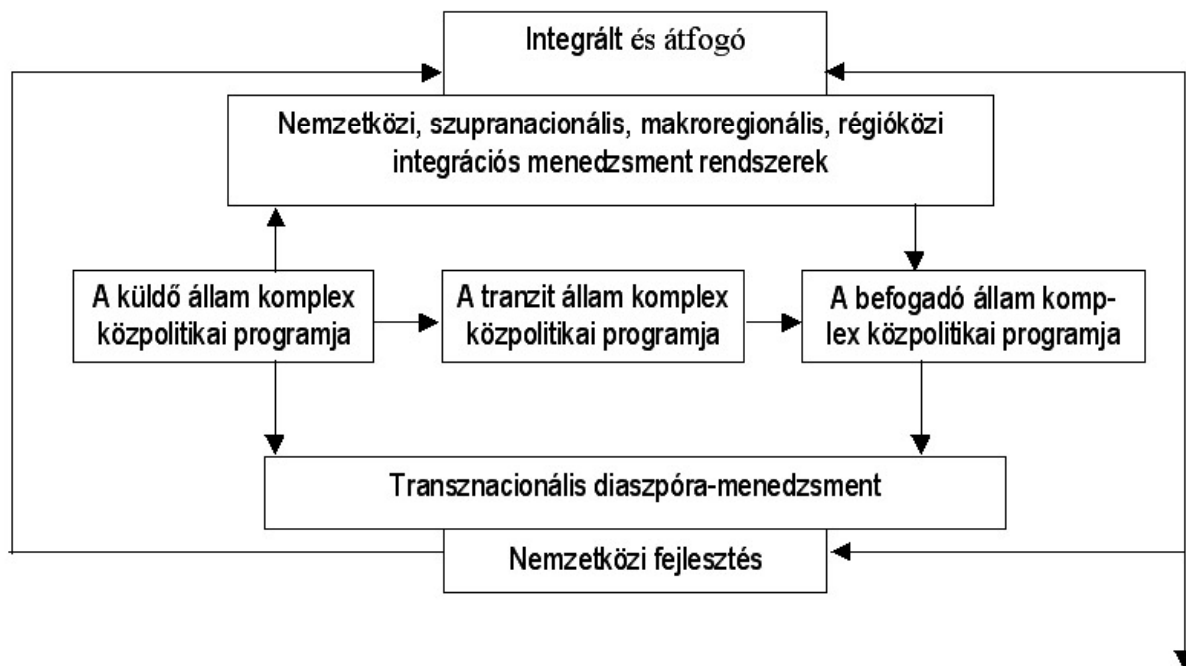 Integrált és átfogó
Nemzetközi, szupranacionális, makroregionális, régióközi
integrációs menedzsment rendszerek
A küldő állam komplex
közpolitikai programja
A tranzit állam komplex
közpolitikai programja
A befogadó állam komp-
lex közpolitikai programja
Transznacionális diaszpóra-menedzsment
Nemzetközi fejlesztés